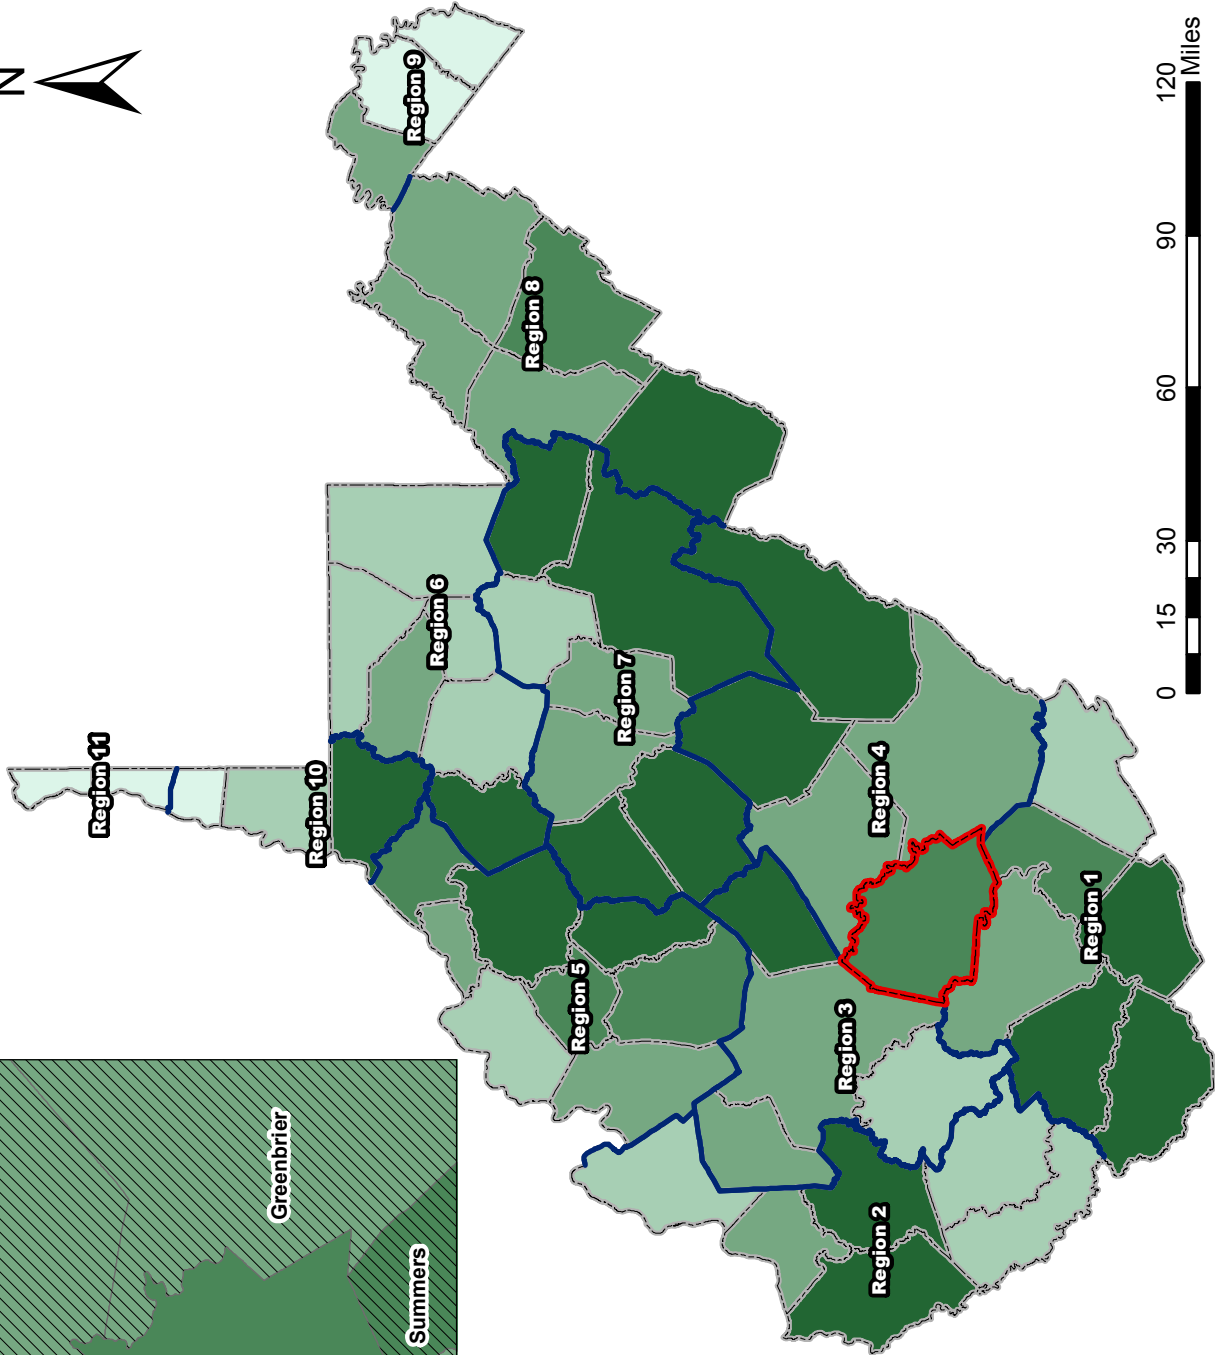 N
Region 11
Region 10
Region 9
Region 8
Region 6
Region 7
Region 5
Region 4
Region 3
Region 1
Region 2
Greenbrier
Summers
0 15 30 60 90 120
Miles